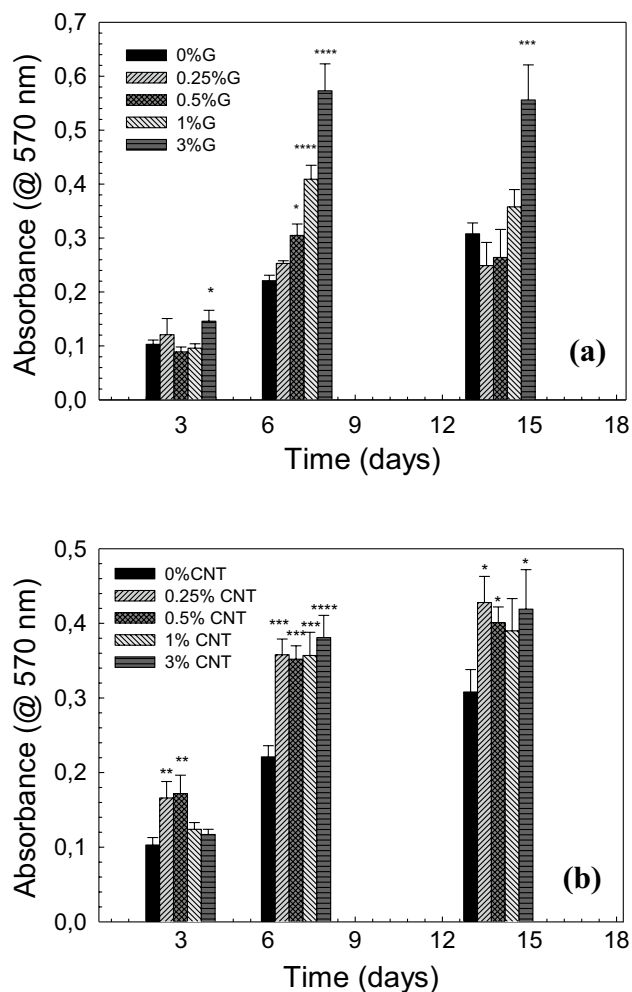 0,7
0,6
0,5
0,4
0,3
0,2
0,1
0,0
Absorbance (@ 570 nm)
0%G
0.25%G
0.5%G
1%G
3%G
*
*
****
****
***
(a)
3 6 9 12 15 18
Time (days)
0,5
0,4
0,3
0,2
0,1
0,0
Absorbance (@ 570 nm)
0%CNT
0.25% CNT
0.5% CNT
1% CNT
3% CNT
** **
*** *** *** ****
* * *
(b)
3 6 9 12 15 18
Time (days)